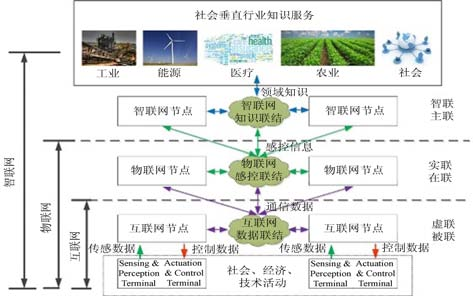 社会垂直行业知识服务
health
工业 能源 医疗 农业 社会
领域知识
智联网节点 智联网 知识联结 智联网节点 智联 主联
感控信息
物联网节点 物联网 感控联结 物联网节点 实联 在联
通信数据
互联网节点 互联网 数据联结 互联网节点 虚联 被联
传感数据 控制数据 传感数据 控制数据
Sensing & Perception Terminal
Actuation & Control Terminal
社会、经济、
技术活动
Sensing & Perception Terminal
Actuation & Control Terminal
智联网
物联网
互联网